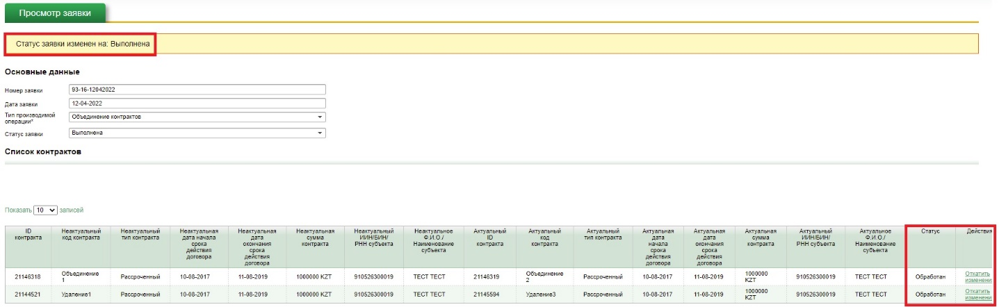 Просмотр заявки
Статус заявки изменен на: Выполнена
Основные данные
Номер заявки 93-16-12042022
Дата заявки 12-04-2022
Тип производимой операции* Объединение контрактов
Статус заявки Выполнена
Список контрактов
Показать 10 записей
ID контракта Неактуальный код контракта Неактуальный тип контракта Неактуальная дата начала срока действия договора Неактуальная дата окончания срока действия договора Неактуальная сумма контракта Неактуальный ИИН/БИН/ РНН субъекта Неактуальное Ф.И.О./ Наименование субъекта Актуальный ID контракта Актуальный код контракта Актуальный тип контракта Актуальная дата начала срока действия договора Актуальная дата окончания срока действия договора Актуальная сумма контракта Актуальный ИИН/БИН/ РНН субъекта Актуальное Ф.И.О./ Наименование субъекта Статус Действия
21146318 Объединение 1 Рассроченный 10-08-2017 11-08-2019 1000000 KZT 910526300019 ТЕСТ ТЕСТ 21146319 Объединение 2 Рассроченный 10-08-2017 11-08-2019 1000000 KZT 910526300019 ТЕСТ ТЕСТ Обработан Откатить изменени
21144521 Удаление1 Рассроченный 10-08-2017 11-08-2019 1000000 KZT 910526300019 ТЕСТ ТЕСТ 21145594 Удаление3 Рассроченный 10-08-2017 11-08-2019 1000000 KZT 910526300019 ТЕСТ ТЕСТ Обработан Откатить изменени